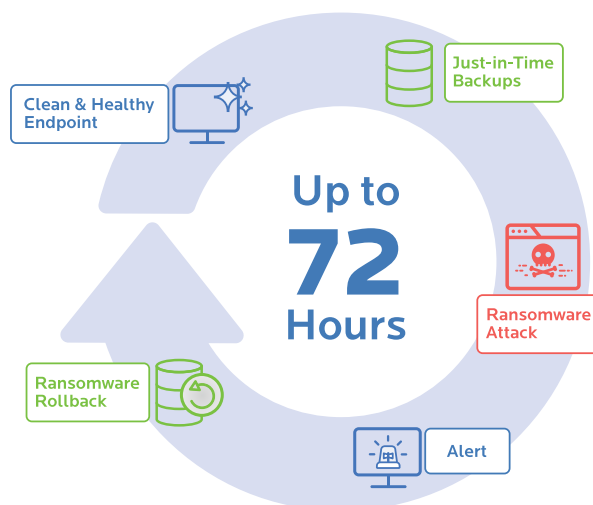 Clean & Healthy
Endpoint
Just-in-Time
Backups
Up to
72
Hours
Ransomware
Attack
Alert
Ransomware
Rollback